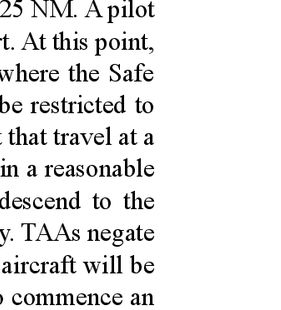 25 NM. A pilot
t. At this point,
where the Safe
be restricted to
that travel at a
in a reasonable
descend to the
y. TAAs negate
aircraft will be
o commence an